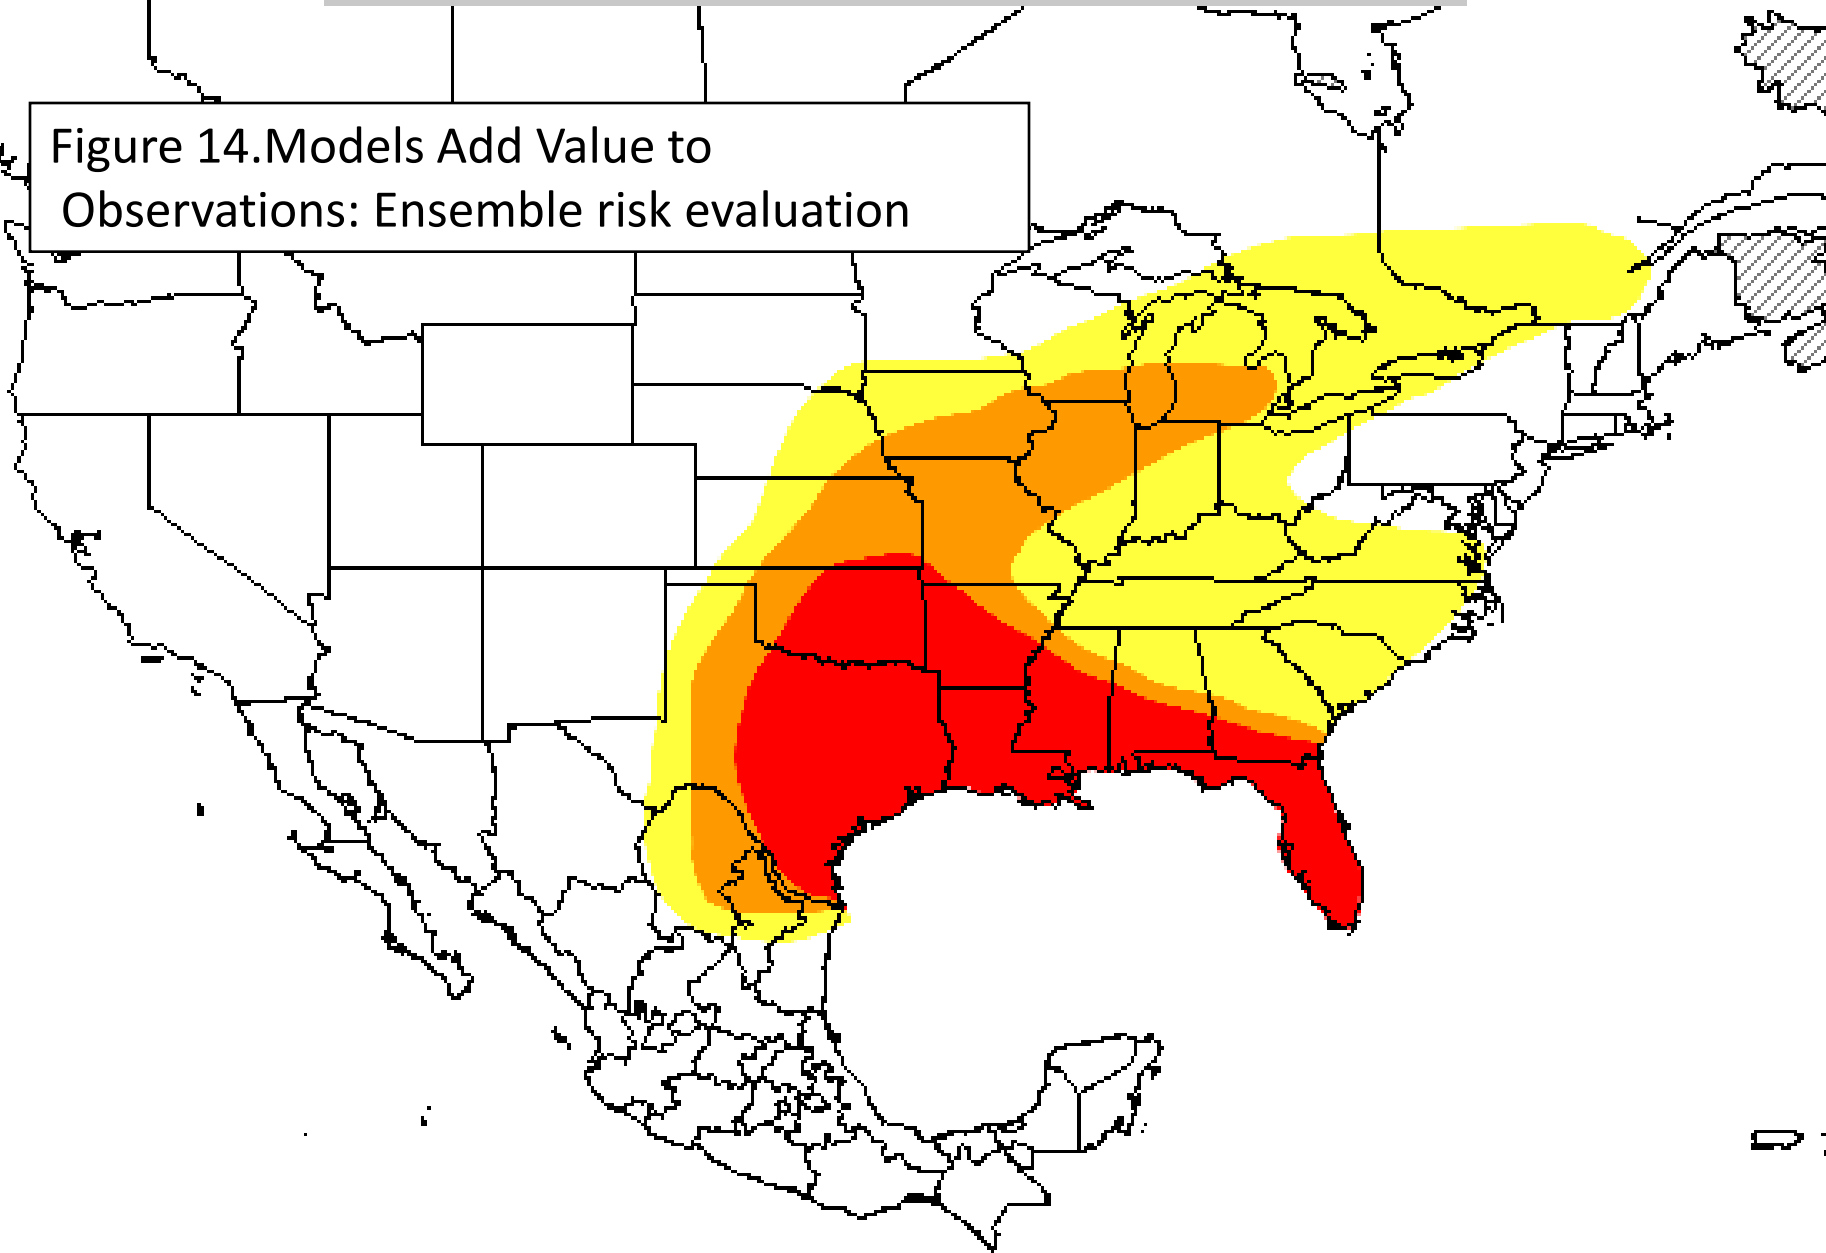 Figure 14.Models Add Value to
Observations: Ensemble risk evaluation